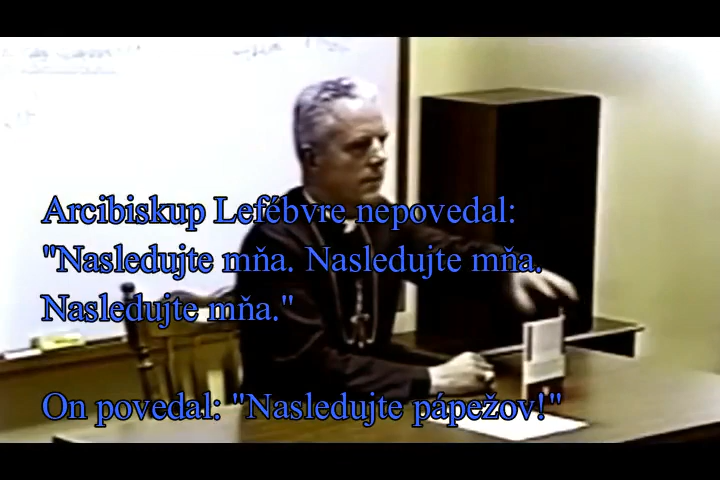 Arcibiskup Lefébvre nepovedal:
"Nasledujte mňa. Nasledujte mňa.
Nasledujte mňa."
On povedal: "Nasledujte pápežov!"